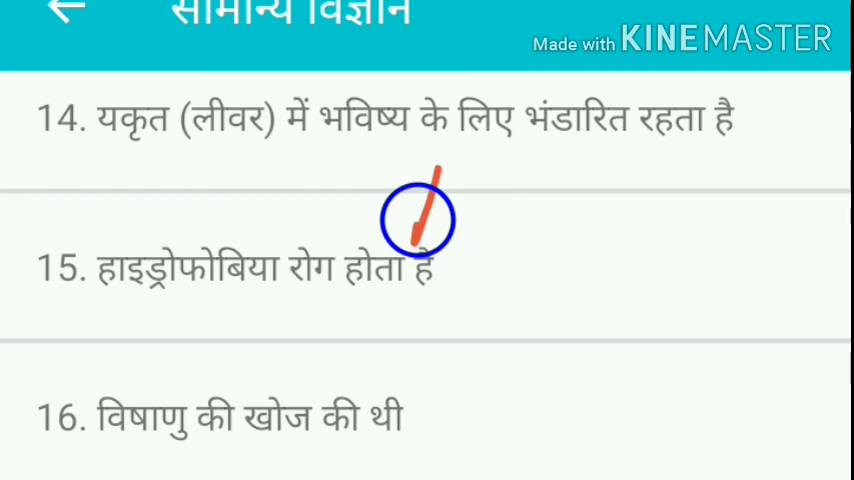 सामान्य विज्ञान
Made with KINEMASTER
14. यकृत (लीवर) में भविष्य के लिए भंडारित रहता है
15. हाइड्रोफोबिया रोग होता है
16. विषाणु की खोज की थी